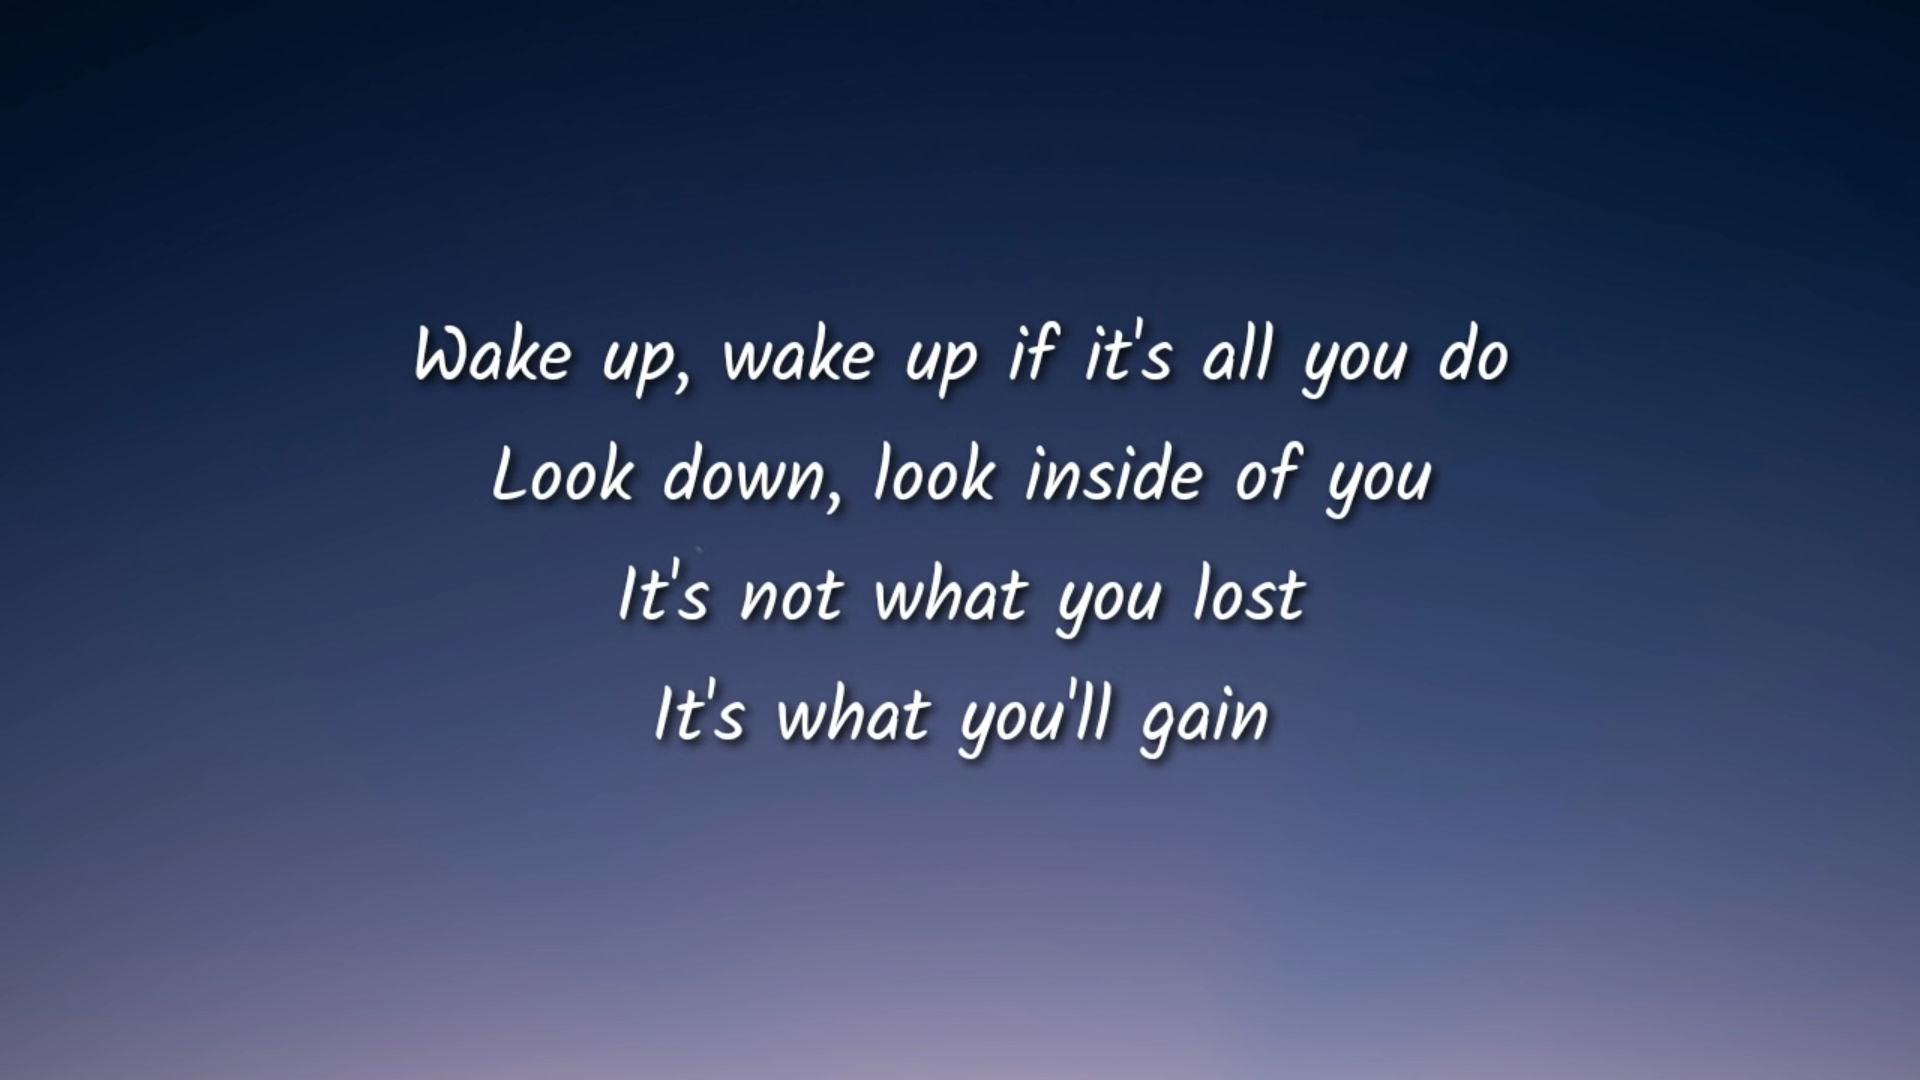 Wake up, wake up if it's all you do
Look down, look inside of you
It's not what you lost
It's what you'll gain